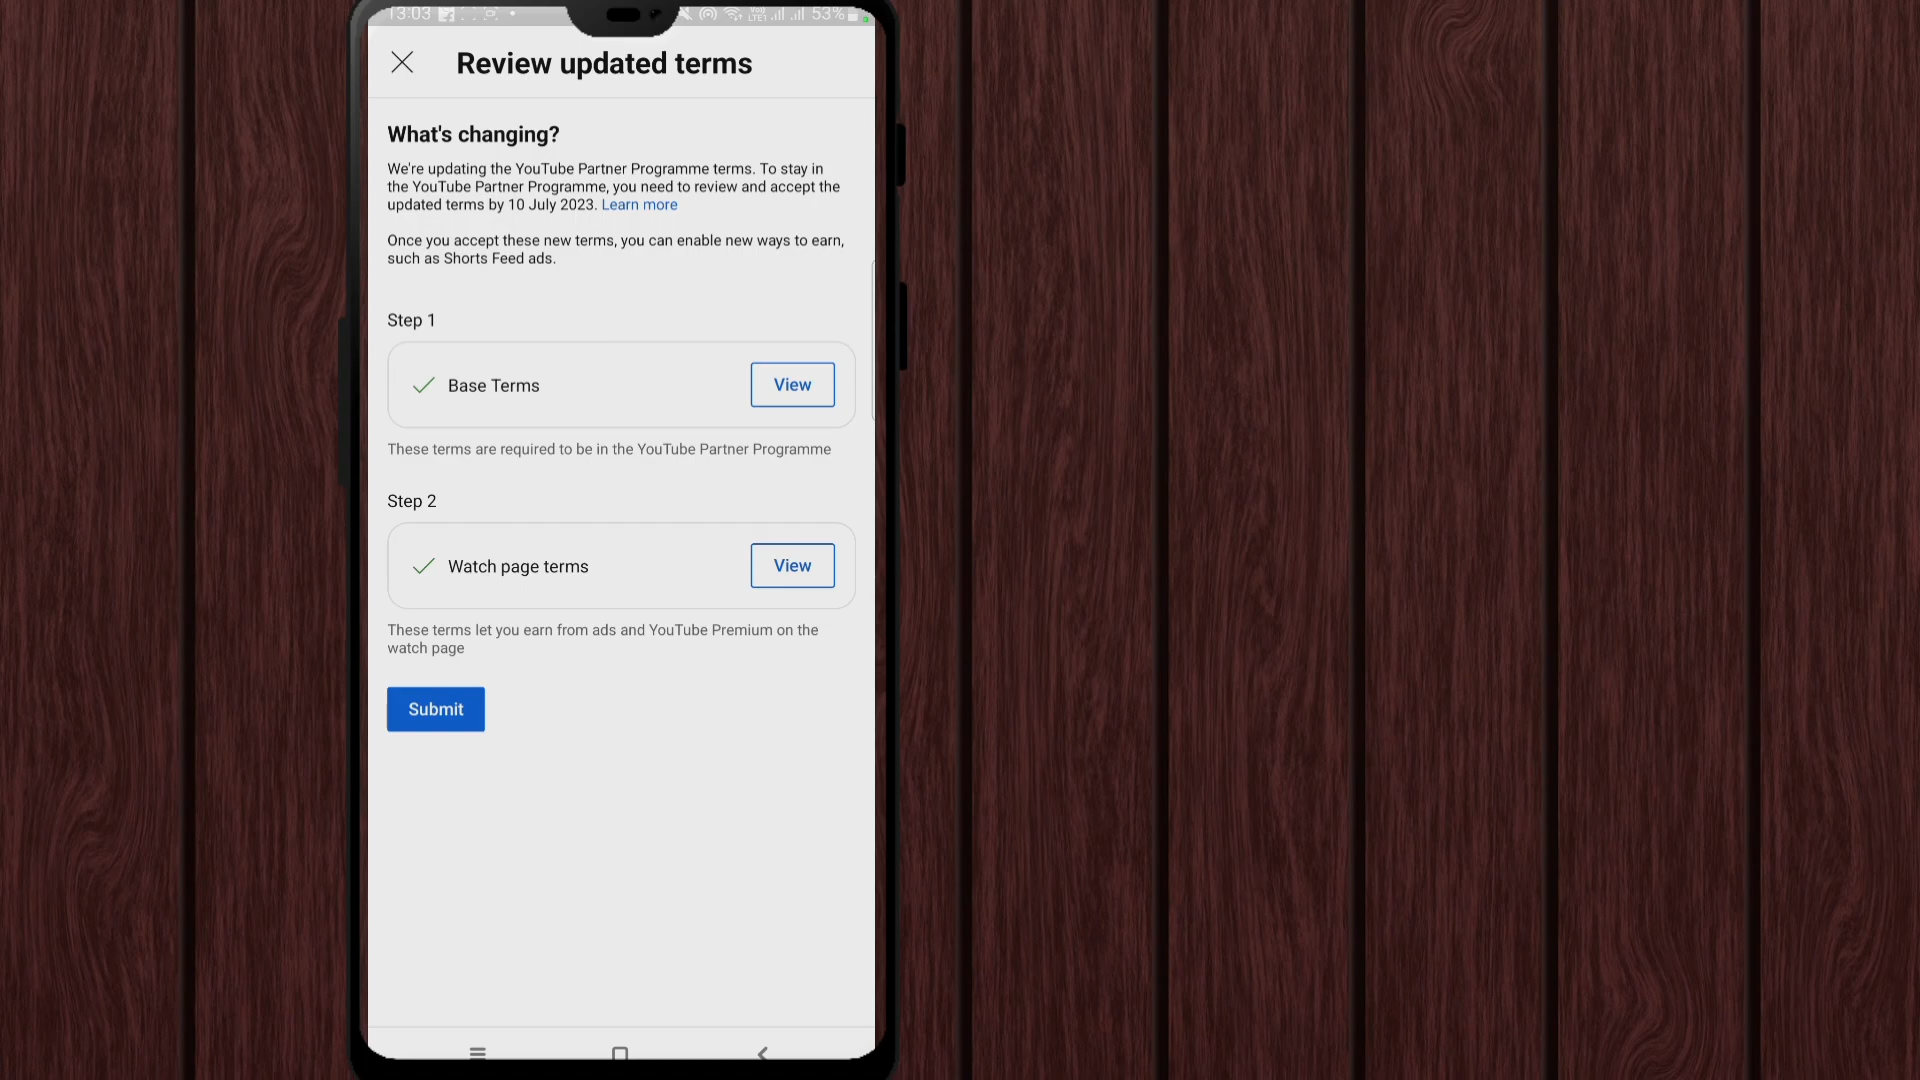 13:03 53%
Review updated terms
What's changing?
We're updating the YouTube Partner Programme terms. To stay in
the YouTube Partner Programme, you need to review and accept the
updated terms by 10 July 2023. Learn more
Once you accept these new terms, you can enable new ways to earn,
such as Shorts Feed ads.
Step 1
Base Terms View
These terms are required to be in the YouTube Partner Programme
Step 2
Watch page terms View
These terms let you earn from ads and YouTube Premium on the
watch page
Submit